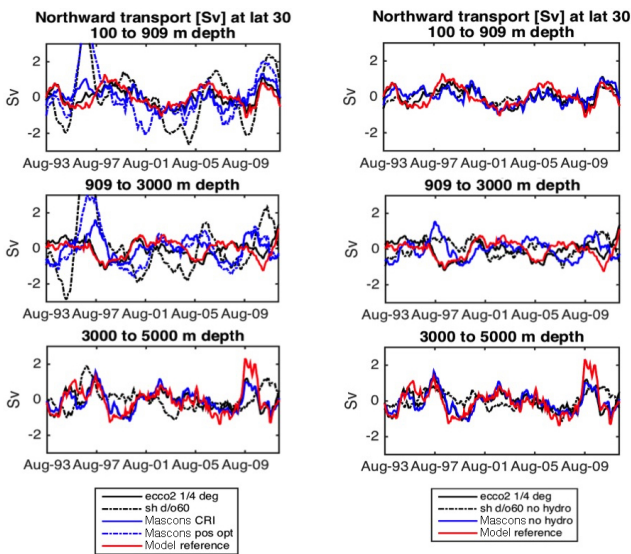 Northward transport [Sv] at lat 30
100 to 909 m depth
Sv
2
0
-2
Aug-93 Aug-97 Aug-01 Aug-05 Aug-09
909 to 3000 m depth
Sv
2
0
-2
Aug-93 Aug-97 Aug-01 Aug-05 Aug-09
3000 to 5000 m depth
Sv
2
0
-2
Aug-93 Aug-97 Aug-01 Aug-05 Aug-09
ecco2 1/4 deg
sh d/o60
Mascons CRI
Mascons pos opt
Model reference
Northward transport [Sv] at lat 30
100 to 909 m depth
Sv
2
0
-2
Aug-93 Aug-97 Aug-01 Aug-05 Aug-09
909 to 3000 m depth
Sv
2
0
-2
Aug-93 Aug-97 Aug-01 Aug-05 Aug-09
3000 to 5000 m depth
Sv
2
0
-2
Aug-93 Aug-97 Aug-01 Aug-05 Aug-09
ecco2 1/4 deg
sh d/o60 no hydro
Mascons no hydro
Model reference